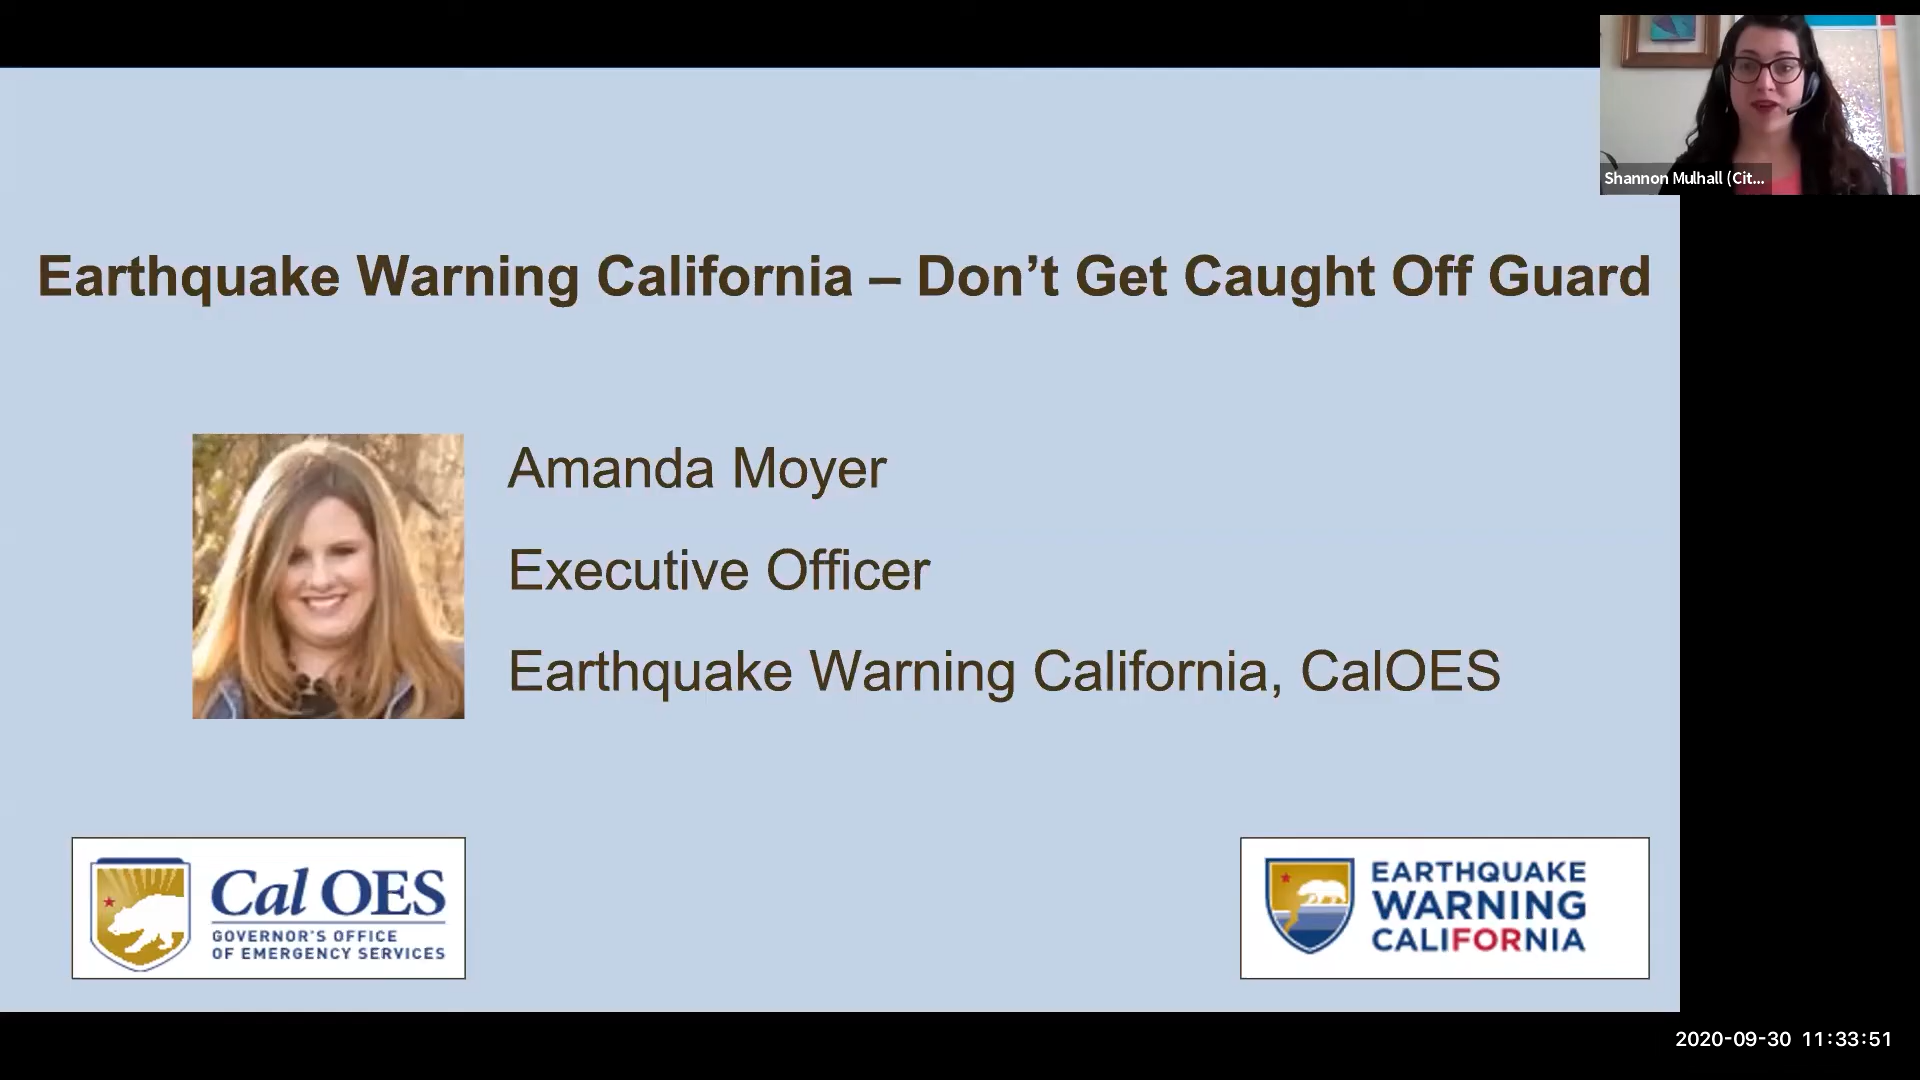 Shannon Mulhall (Cit...
Earthquake Warning California – Don’t Get Caught Off Guard
Amanda Moyer
Executive Officer
Earthquake Warning California, CalOES
Cal OES
GOVERNOR'S OFFICE
OF EMERGENCY SERVICES
EARTHQUAKE
WARNING
CALIFORNIA
2020-09-30 11:33:51